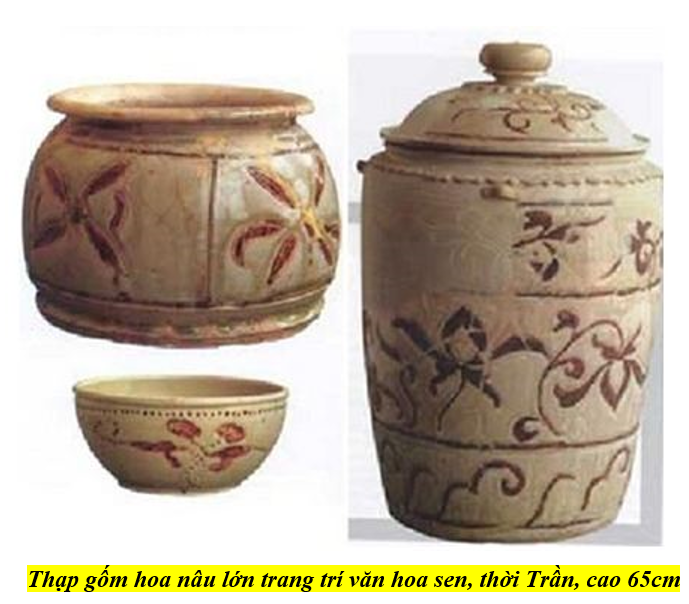 Thạp gốm hoa nâu lớn trang trí văn hoa sen, thời Trần, cao 65cm